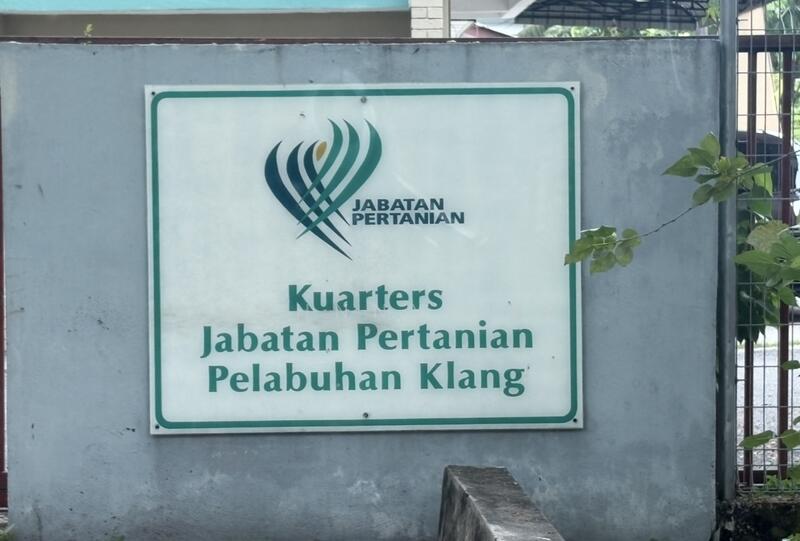 JABATAN
PERTANIAN
Kuarters
Jabatan Pertanian
Pelabuhan Klang